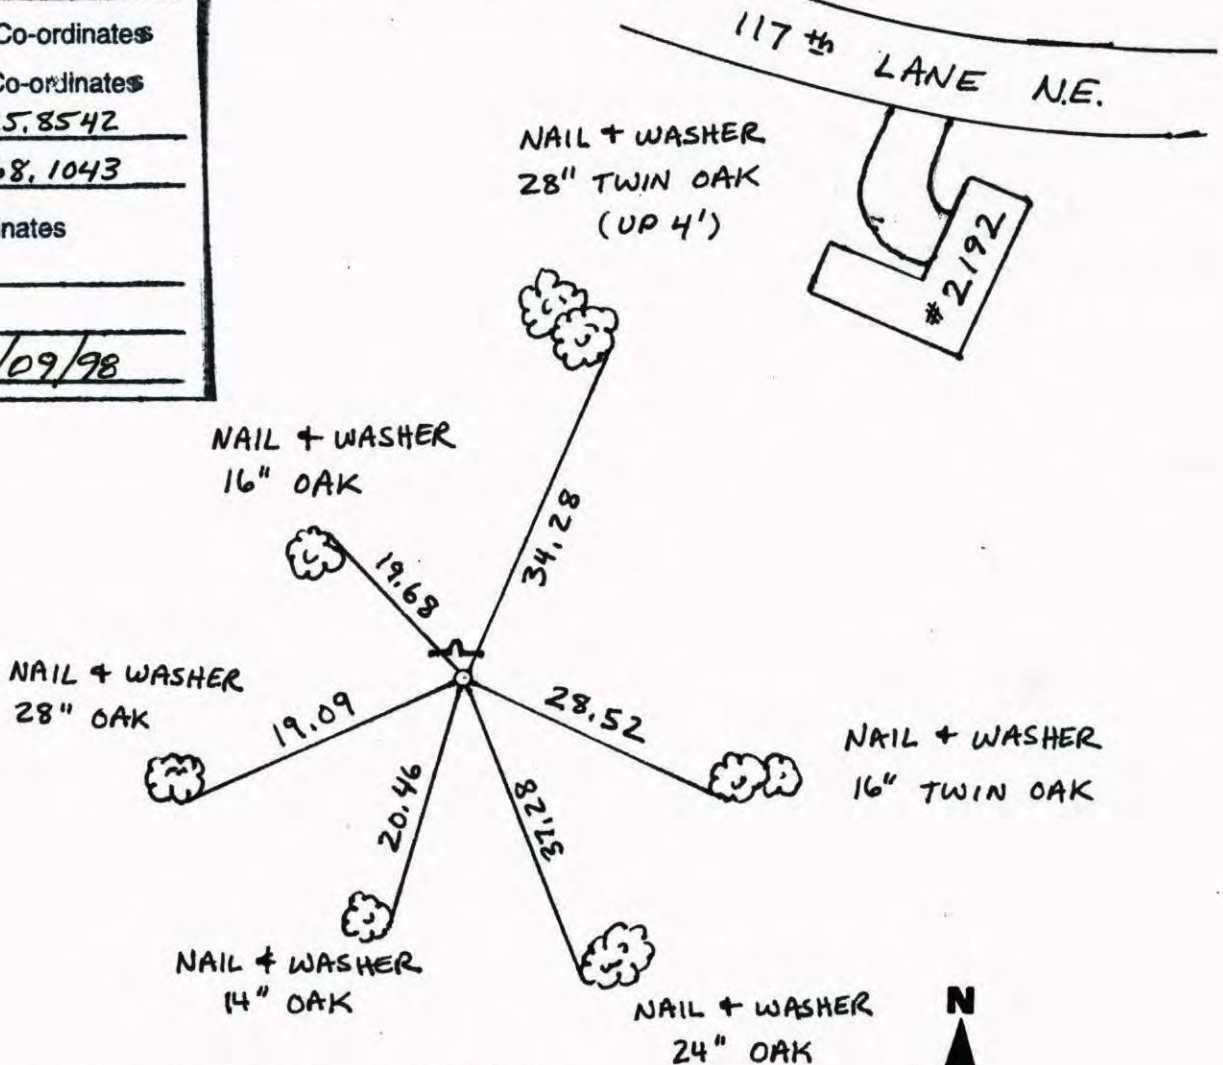 Co-ordinates
Co-ordinates
5.8542
68.1043
nates
/09/98
117th LANE N.E.
#2192
NAIL + WASHER
28" TWIN OAK
(UP 4')
NAIL + WASHER
16" OAK
19.68
34.28
NAIL + WASHER
28" OAK
19.09
28.52
NAIL + WASHER
16" TWIN OAK
20.46
37.28
NAIL + WASHER
14" OAK
NAIL + WASHER
24" OAK
N